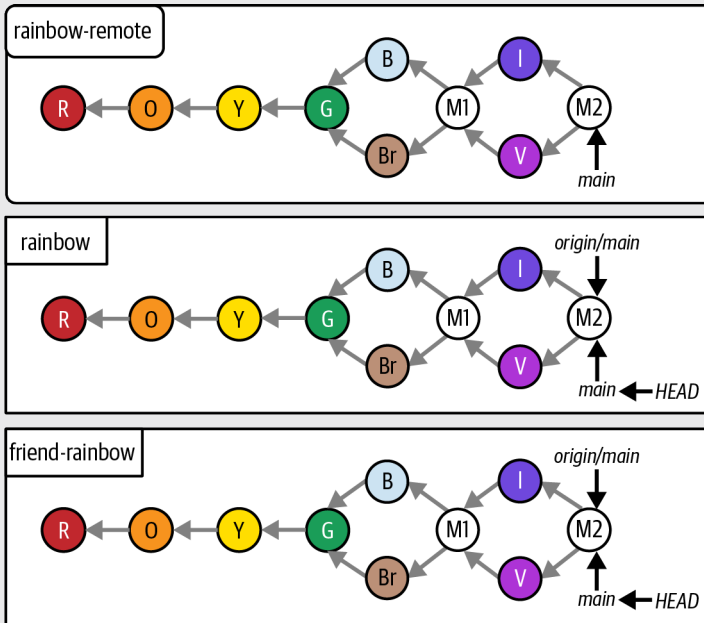 rainbow-remote
B I
R O Y G M1 M2
Br V
main
rainbow
origin/main
B I
R O Y G M1 M2
Br V
main HEAD
friend-rainbow
origin/main
B I
R O Y G M1 M2
Br V
main HEAD